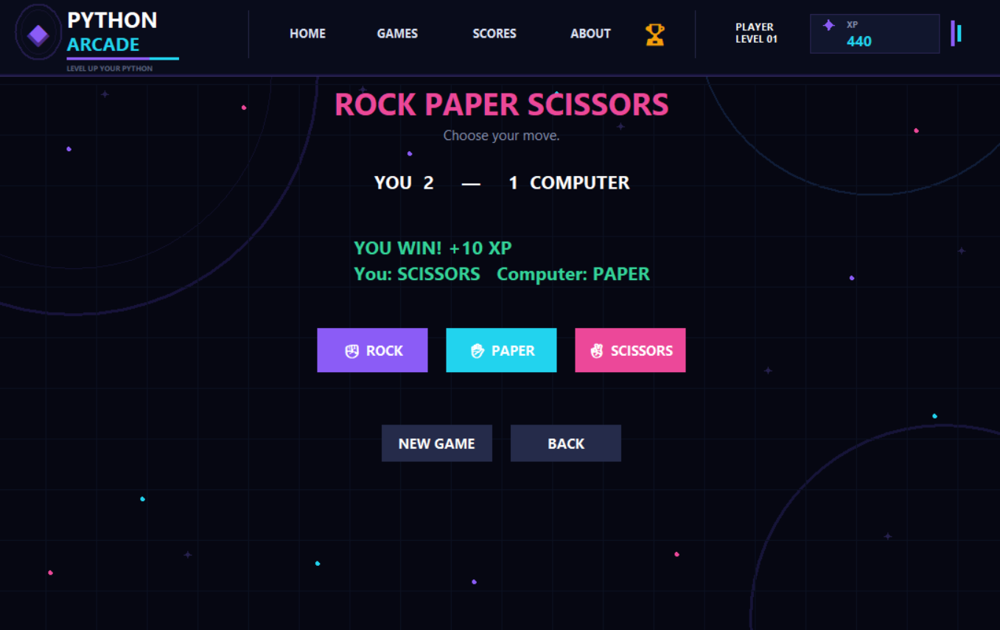 PYTHON
ARCADE
LEVEL UP YOUR PYTHON
HOME GAMES SCORES ABOUT
PLAYER
LEVEL 01
XP
440
ROCK PAPER SCISSORS
Choose your move.
YOU 2 — 1 COMPUTER
YOU WIN! +10 XP
You: SCISSORS Computer: PAPER
ROCK PAPER SCISSORS
NEW GAME BACK